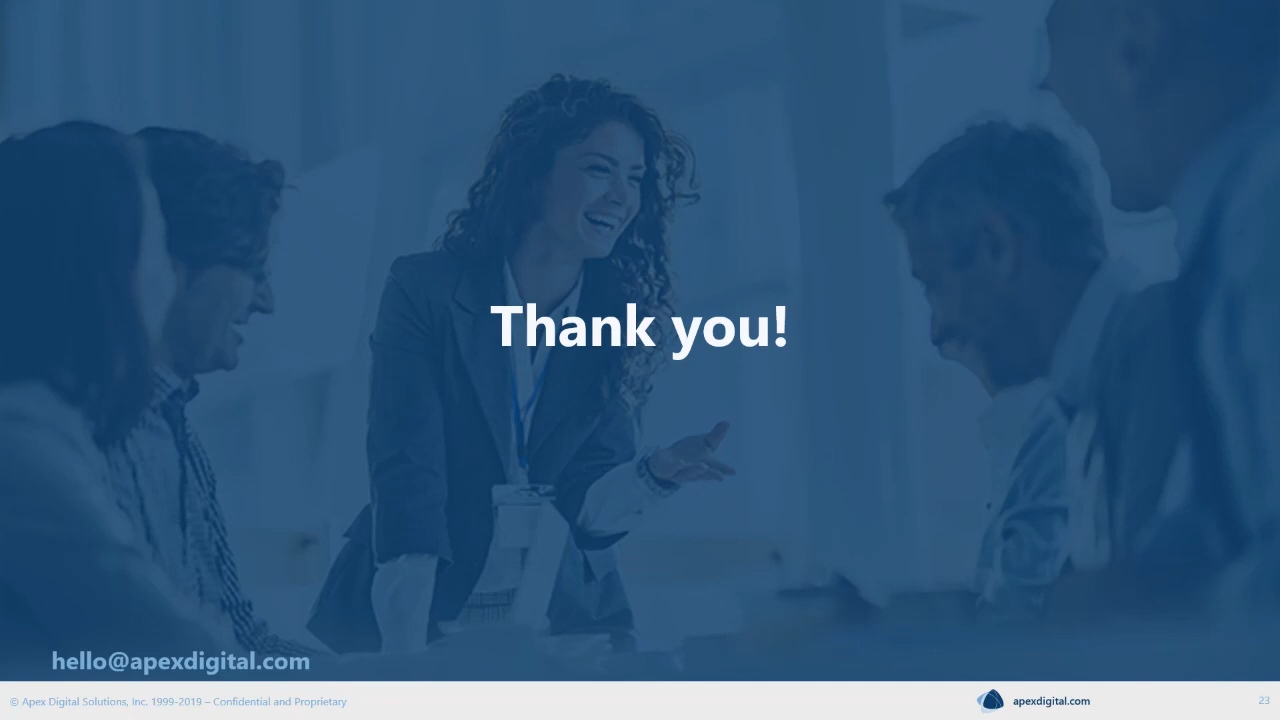 Thank you!
hello@apexdigital.com
© Apex Digital Solutions, Inc. 1999-2019 – Confidential and Proprietary
apexdigital.com
23